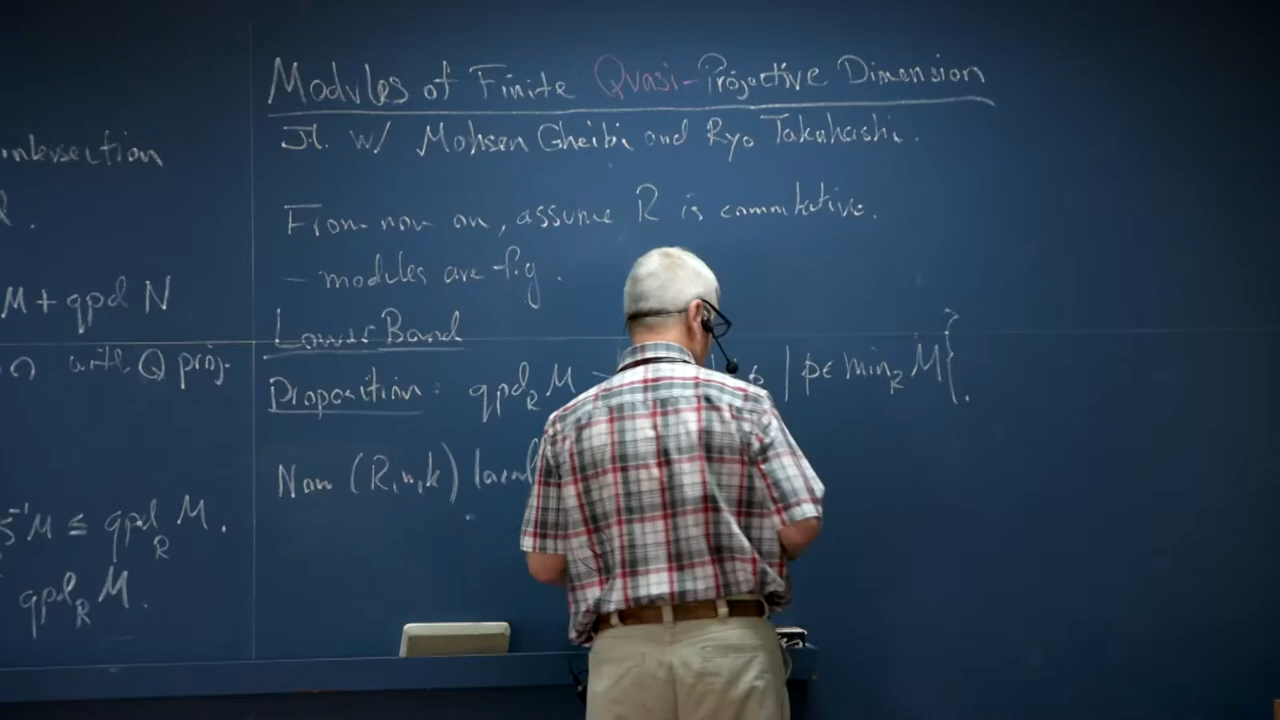 intersection
R.
M + qpd N
with Q proj.
S⁻¹M ≤ qpd_R M.
qpd_R M.
Modules of Finite Quasi-Projective Dimension
Jt. w/ Mohsen Gheibi and Ryo Takahashi.
From now on, assume R is commutative.
- modules are f.g.
Lower Bound
Proposition: qpd_R M | p ∈ min_R M}.
Now (R, m, k) local